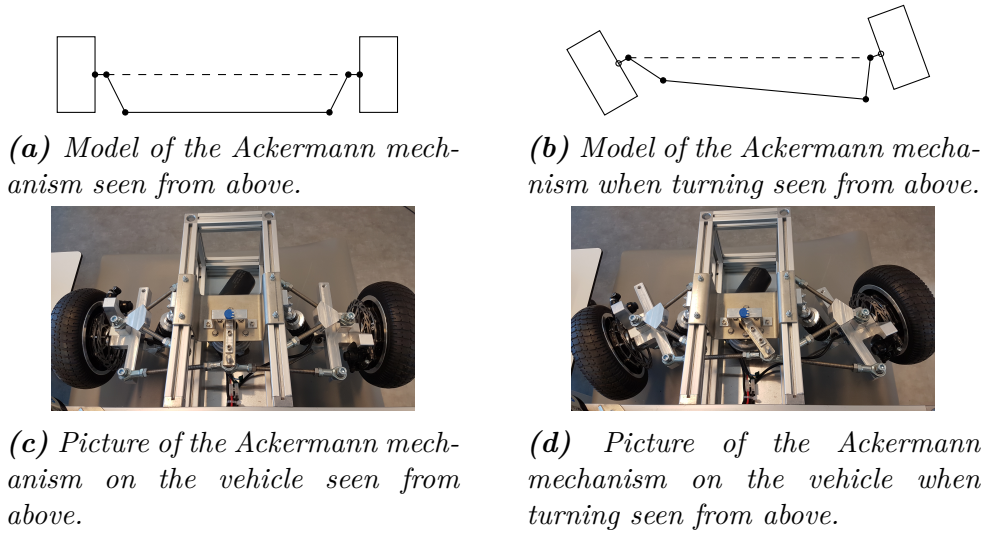 (a) Model of the Ackermann mech-
anism seen from above.
(b) Model of the Ackermann mecha-
nism when turning seen from above.
(c) Picture of the Ackermann mech-
anism on the vehicle seen from
above.
(d) Picture of the Ackermann
mechanism on the vehicle when
turning seen from above.